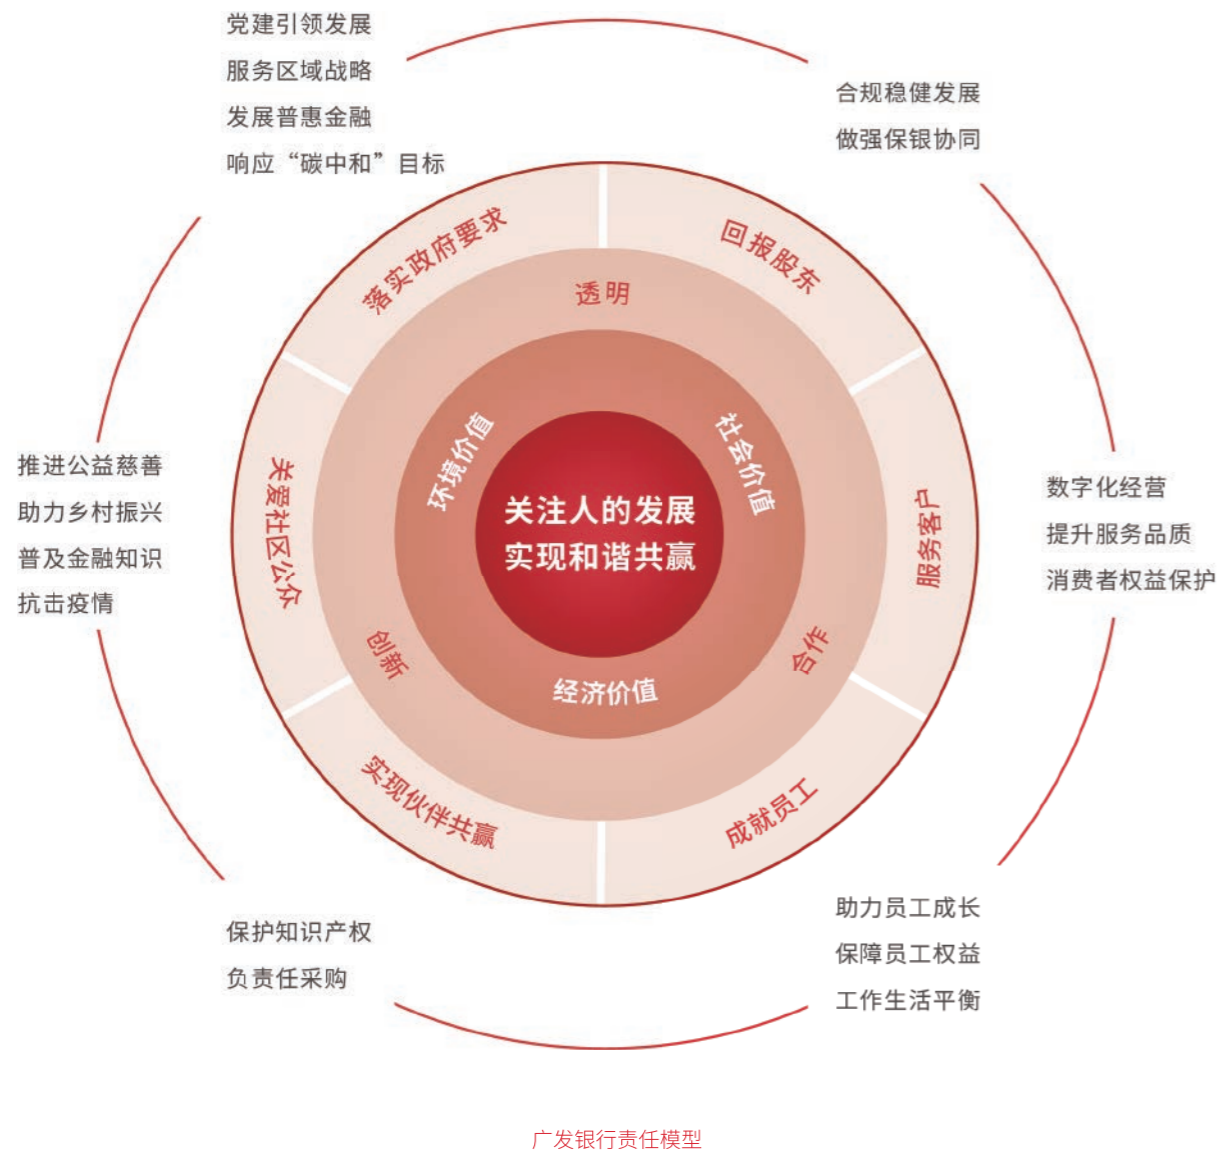 党建引领发展
服务区域战略
发展普惠金融
响应“碳中和”目标
合规稳健发展
做强保银协同
落实政府要求
回报股东
透明
环境价值
社会价值
关注人的发展
实现和谐共赢
关爱社区公众
服务客户
推进公益慈善
助力乡村振兴
普及金融知识
抗击疫情
数字化经营
提升服务品质
消费者权益保护
创新
合作
经济价值
实现伙伴共赢
成就员工
保护知识产权
负责任采购
助力员工成长
保障员工权益
工作生活平衡
广发银行责任模型